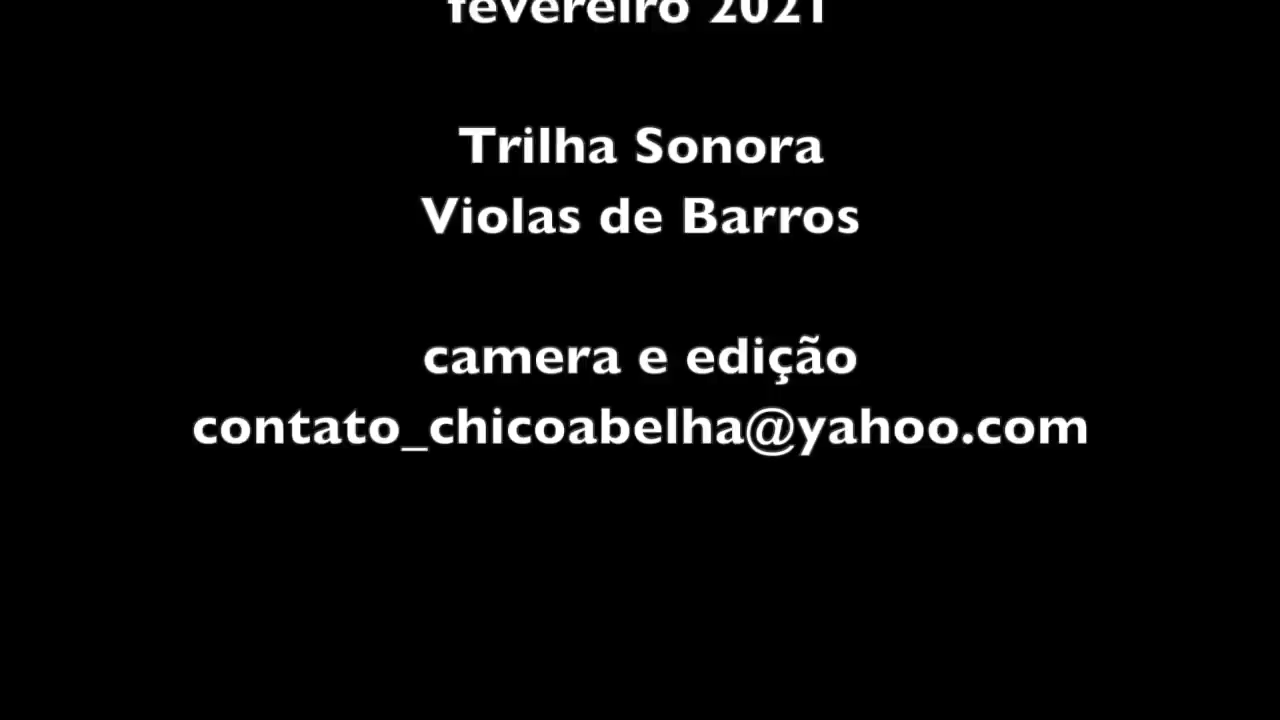 fevereiro 2021
Trilha Sonora
Violas de Barros
camera e edição
contato_chicoabelha@yahoo.com